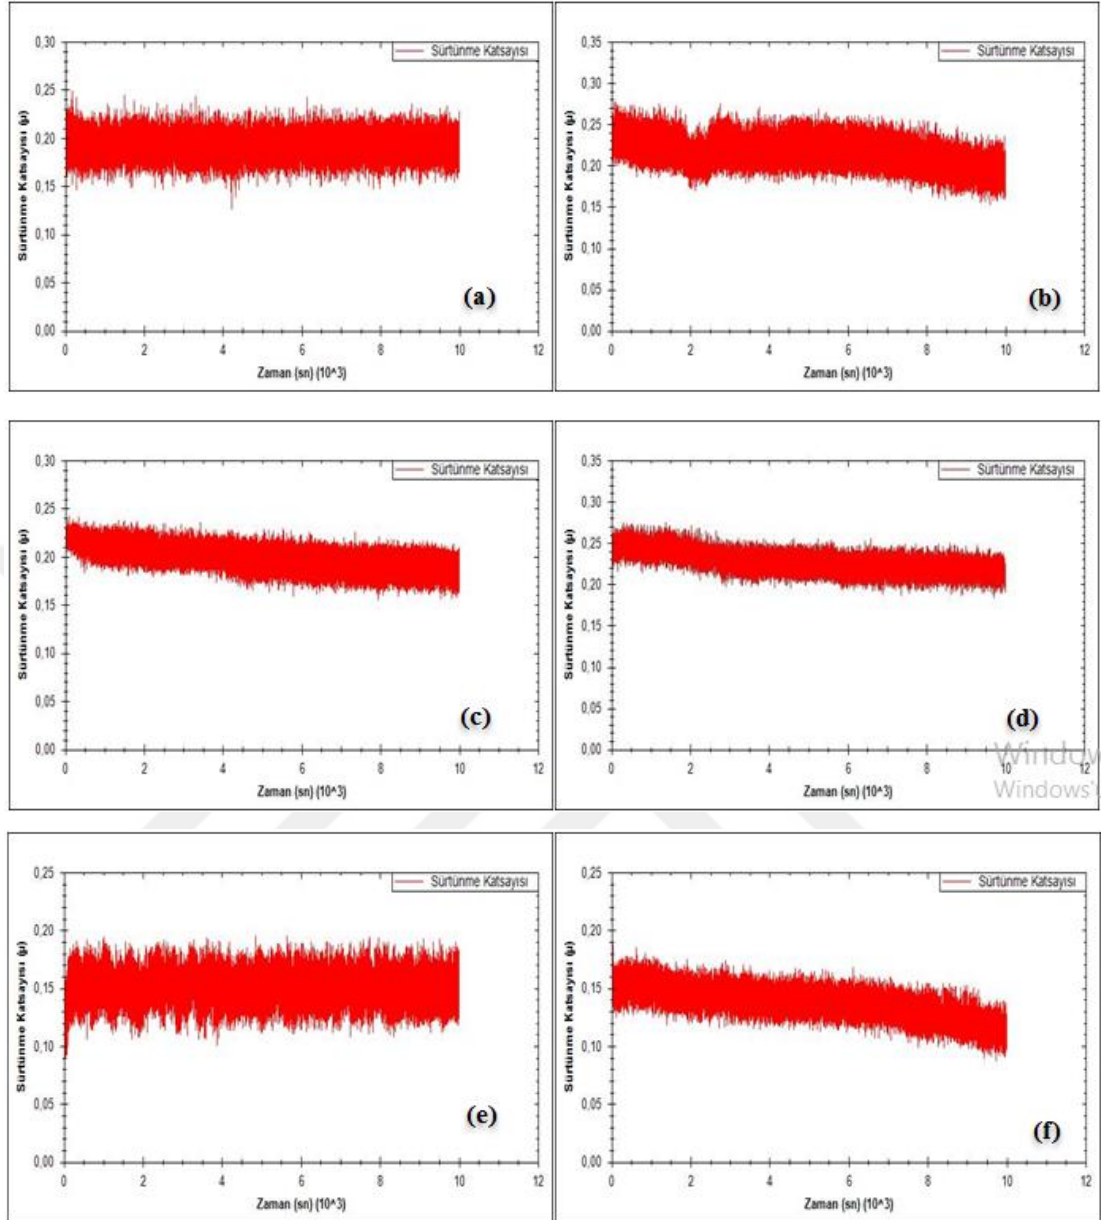 Sürtünme Katsayısı
0,30
0,25
0,20
0,15
0,10
0,05
0,00
Sürtünme Katsayısı (µ)
0 2 4 6 8 10 12
Zaman (sn) (10^3)
(a)
Sürtünme Katsayısı
0,35
0,30
0,25
0,20
0,15
0,10
0,05
0,00
Sürtünme Katsayısı (µ)
0 2 4 6 8 10 12
Zaman (sn) (10^3)
(b)
Sürtünme Katsayısı
0,30
0,25
0,20
0,15
0,10
0,05
0,00
Sürtünme Katsayısı (µ)
0 2 4 6 8 10 12
Zaman (sn) (10^3)
(c)
Sürtünme Katsayısı
0,35
0,30
0,25
0,20
0,15
0,10
0,05
0,00
Sürtünme Katsayısı (µ)
0 2 4 6 8 10 12
Zaman (sn) (10^3)
(d)
Window
Windows'u
Sürtünme Katsayısı
0,25
0,20
0,15
0,10
0,05
0,00
Sürtünme Katsayısı (µ)
0 2 4 6 8 10 12
Zaman (sn) (10^3)
(e)
Sürtünme Katsayısı
0,25
0,20
0,15
0,10
0,05
0,00
Sürtünme Katsayısı (µ)
0 2 4 6 8 10 12
Zaman (sn) (10^3)
(f)